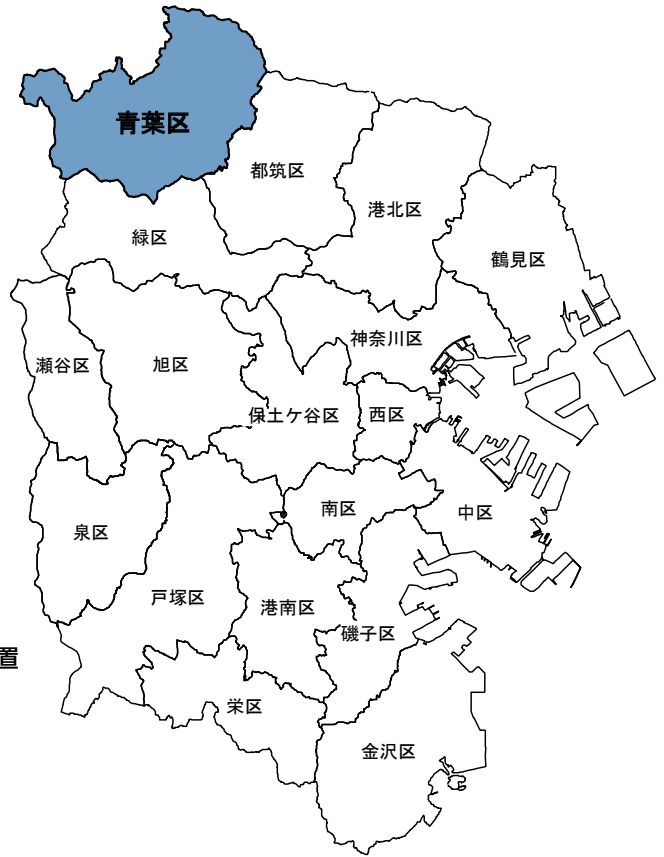 青葉区
都筑区
港北区
緑区
鶴見区
神奈川区
瀬谷区
旭区
保土ケ谷区
西区
南区
中区
泉区
戸塚区
港南区
磯子区
置
栄区
金沢区